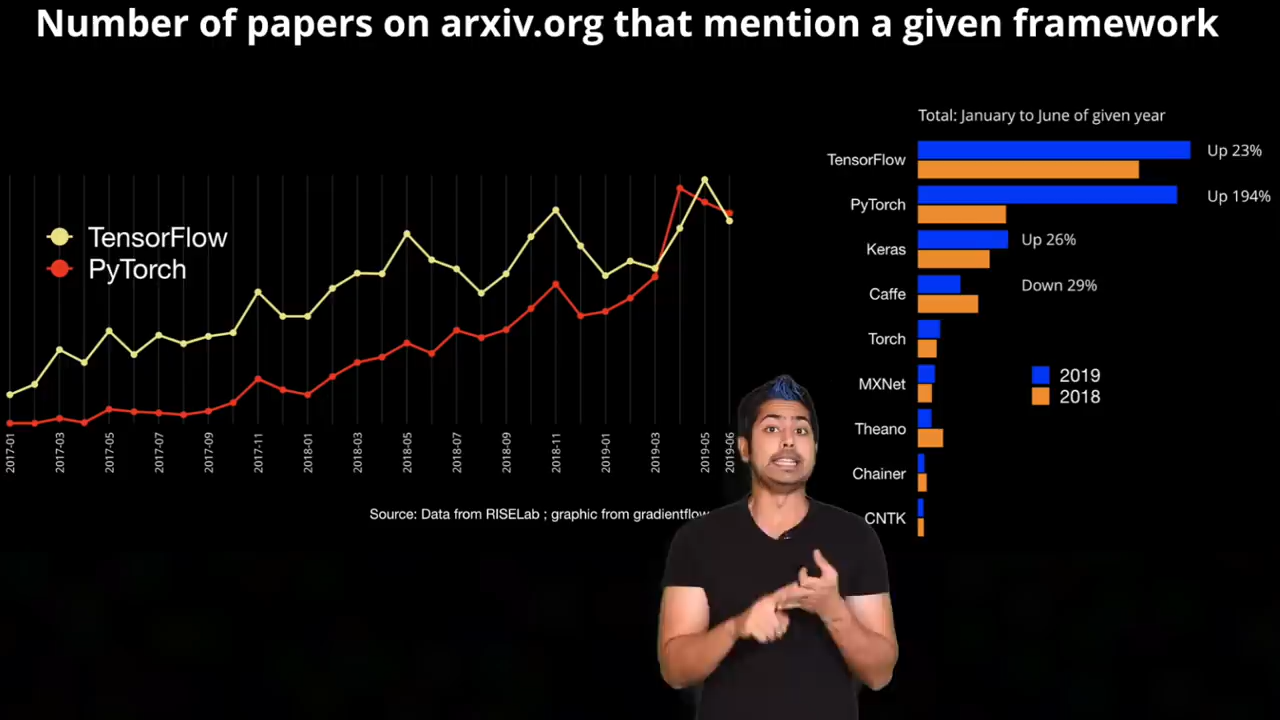 Number of papers on arxiv.org that mention a given framework
TensorFlow
PyTorch
2017-01
2017-03
2017-05
2017-07
2017-09
2017-11
2018-01
2018-03
2018-05
2018-07
2018-09
2018-11
2019-01
2019-03
2019-05
2019-06
Source: Data from RISELab ; graphic from gradientflow
Total: January to June of given year
TensorFlow Up 23%
PyTorch Up 194%
Keras Up 26%
Caffe Down 29%
Torch
MXNet
Theano
Chainer
CNTK
2019
2018